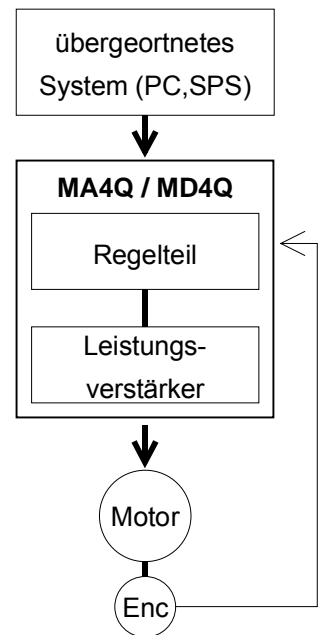 übergeortnetes
System (PC,SPS)
MA4Q / MD4Q
Regelteil
Leistungs-
verstärker
Motor
Enc